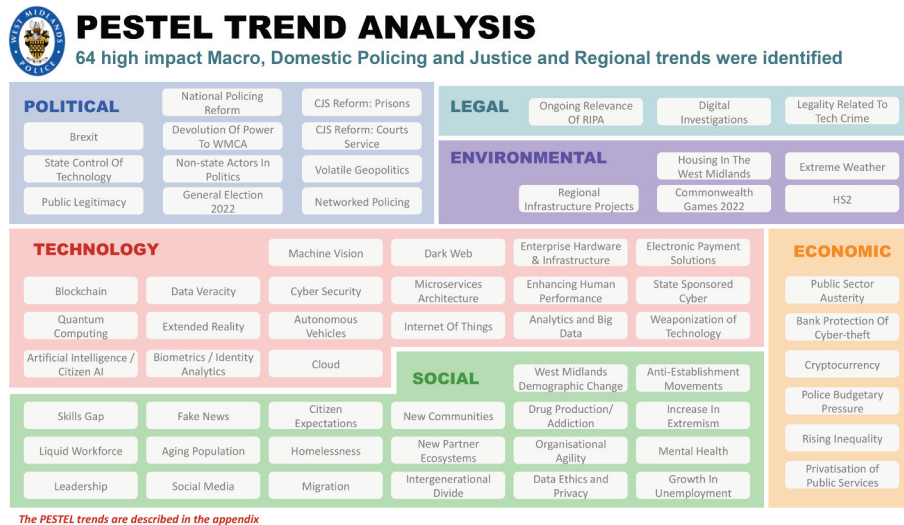 WEST MIDLANDS
POLICE
PESTEL TREND ANALYSIS
64 high impact Macro, Domestic Policing and Justice and Regional trends were identified
POLITICAL
National Policing
Reform
CJS Reform: Prisons
Brexit
Devolution Of Power
To WMCA
CJS Reform: Courts
Service
State Control Of
Technology
Non-state Actors In
Politics
Volatile Geopolitics
Public Legitimacy
General Election
2022
Networked Policing
LEGAL
Ongoing Relevance
Of RIPA
Digital
Investigations
Legality Related To
Tech Crime
ENVIRONMENTAL
Housing In The
West Midlands
Extreme Weather
Regional
Infrastructure Projects
Commonwealth
Games 2022
HS2
TECHNOLOGY
Machine Vision
Dark Web
Enterprise Hardware
& Infrastructure
Electronic Payment
Solutions
Blockchain
Data Veracity
Cyber Security
Microservices
Architecture
Enhancing Human
Performance
State Sponsored
Cyber
Quantum
Computing
Extended Reality
Autonomous
Vehicles
Internet Of Things
Analytics and Big
Data
Weaponization of
Technology
Artificial Intelligence /
Citizen AI
Biometrics / Identity
Analytics
Cloud
ECONOMIC
Public Sector
Austerity
Bank Protection Of
Cyber-theft
Cryptocurrency
Police Budgetary
Pressure
Rising Inequality
Privatisation of
Public Services
SOCIAL
West Midlands
Demographic Change
Anti-Establishment
Movements
Skills Gap
Fake News
Citizen
Expectations
New Communities
Drug Production/
Addiction
Increase In
Extremism
Liquid Workforce
Aging Population
Homelessness
New Partner
Ecosystems
Organisational
Agility
Mental Health
Leadership
Social Media
Migration
Intergenerational
Divide
Data Ethics and
Privacy
Growth In
Unemployment
The PESTEL trends are described in the appendix